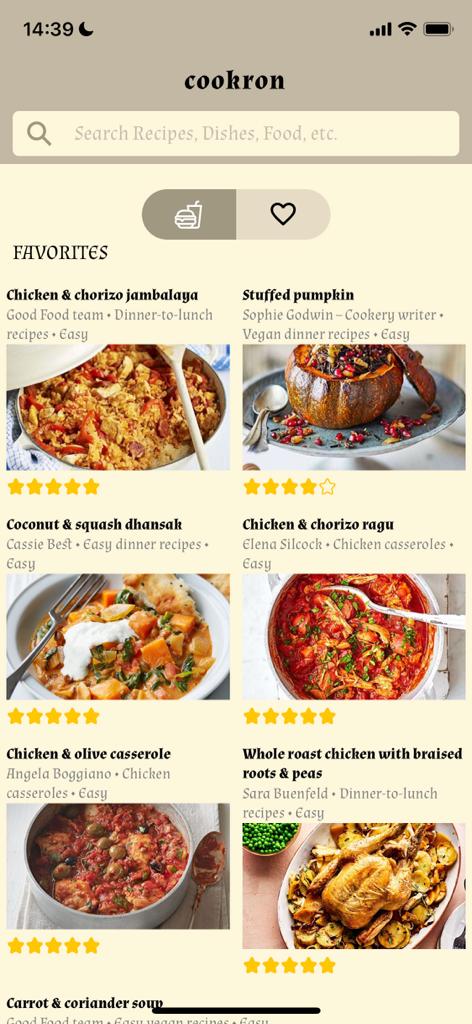 14:39
cookron
Search Recipes, Dishes, Food, etc.
FAVORITES
Chicken & chorizo jambalaya
Good Food team • Dinner-to-lunch
recipes • Easy
Stuffed pumpkin
Sophie Godwin – Cookery writer •
Vegan dinner recipes • Easy
Coconut & squash dhansak
Cassie Best • Easy dinner recipes •
Easy
Chicken & chorizo ragu
Elena Silcock • Chicken casseroles •
Easy
Chicken & olive casserole
Angela Boggiano • Chicken
casseroles • Easy
Whole roast chicken with braised
roots & peas
Sara Buenfeld • Dinner-to-lunch
recipes • Easy
Carrot & coriander soup
Good Food team • Easy vegan recipes • Easy